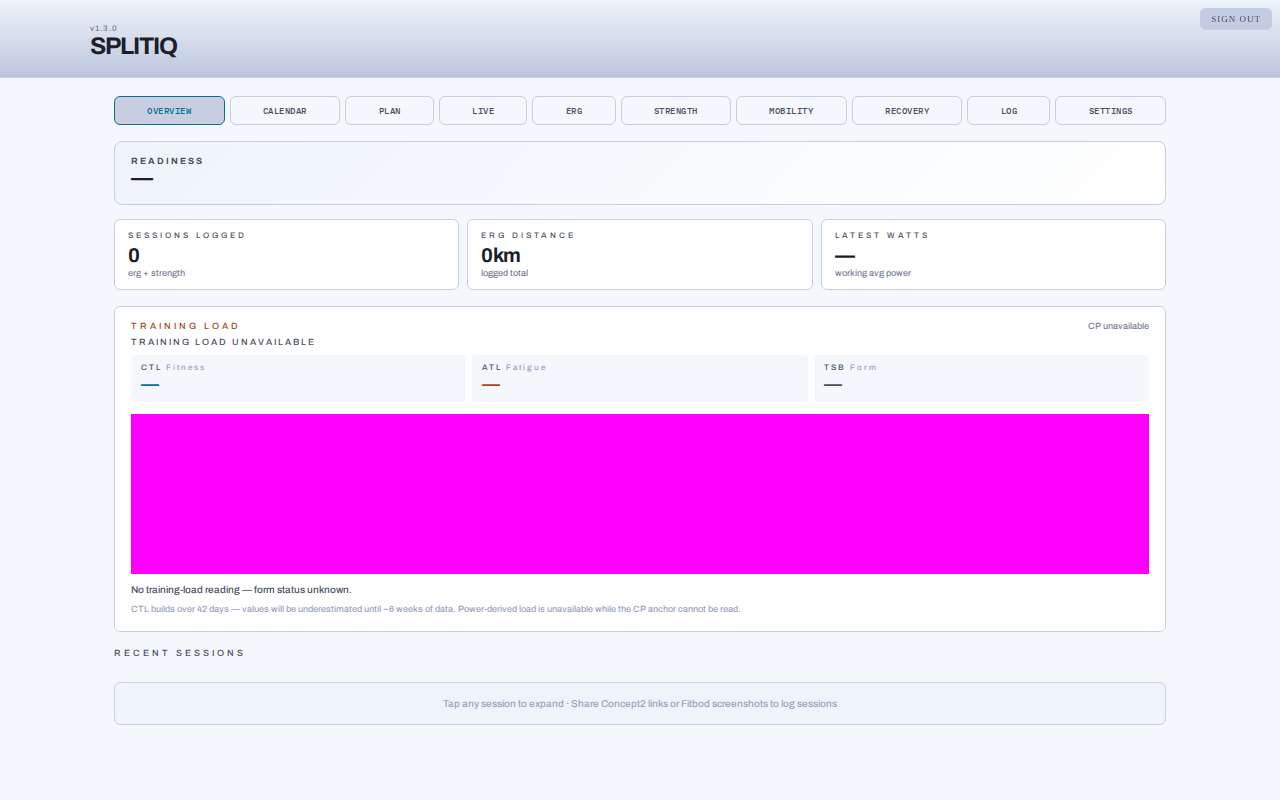 SIGN OUT
v1.3.0
SPLITIQ
OVERVIEW
CALENDAR
PLAN
LIVE
ERG
STRENGTH
MOBILITY
RECOVERY
LOG
SETTINGS
READINESS
—
SESSIONS LOGGED
0
erg + strength
ERG DISTANCE
0km
logged total
LATEST WATTS
—
working avg power
TRAINING LOAD
CP unavailable
TRAINING LOAD UNAVAILABLE
CTL Fitness
—
ATL Fatigue
—
TSB Form
—
No training-load reading — form status unknown.
CTL builds over 42 days — values will be underestimated until ~6 weeks of data. Power-derived load is unavailable while the CP anchor cannot be read.
RECENT SESSIONS
Tap any session to expand · Share Concept2 links or Fitbod screenshots to log sessions